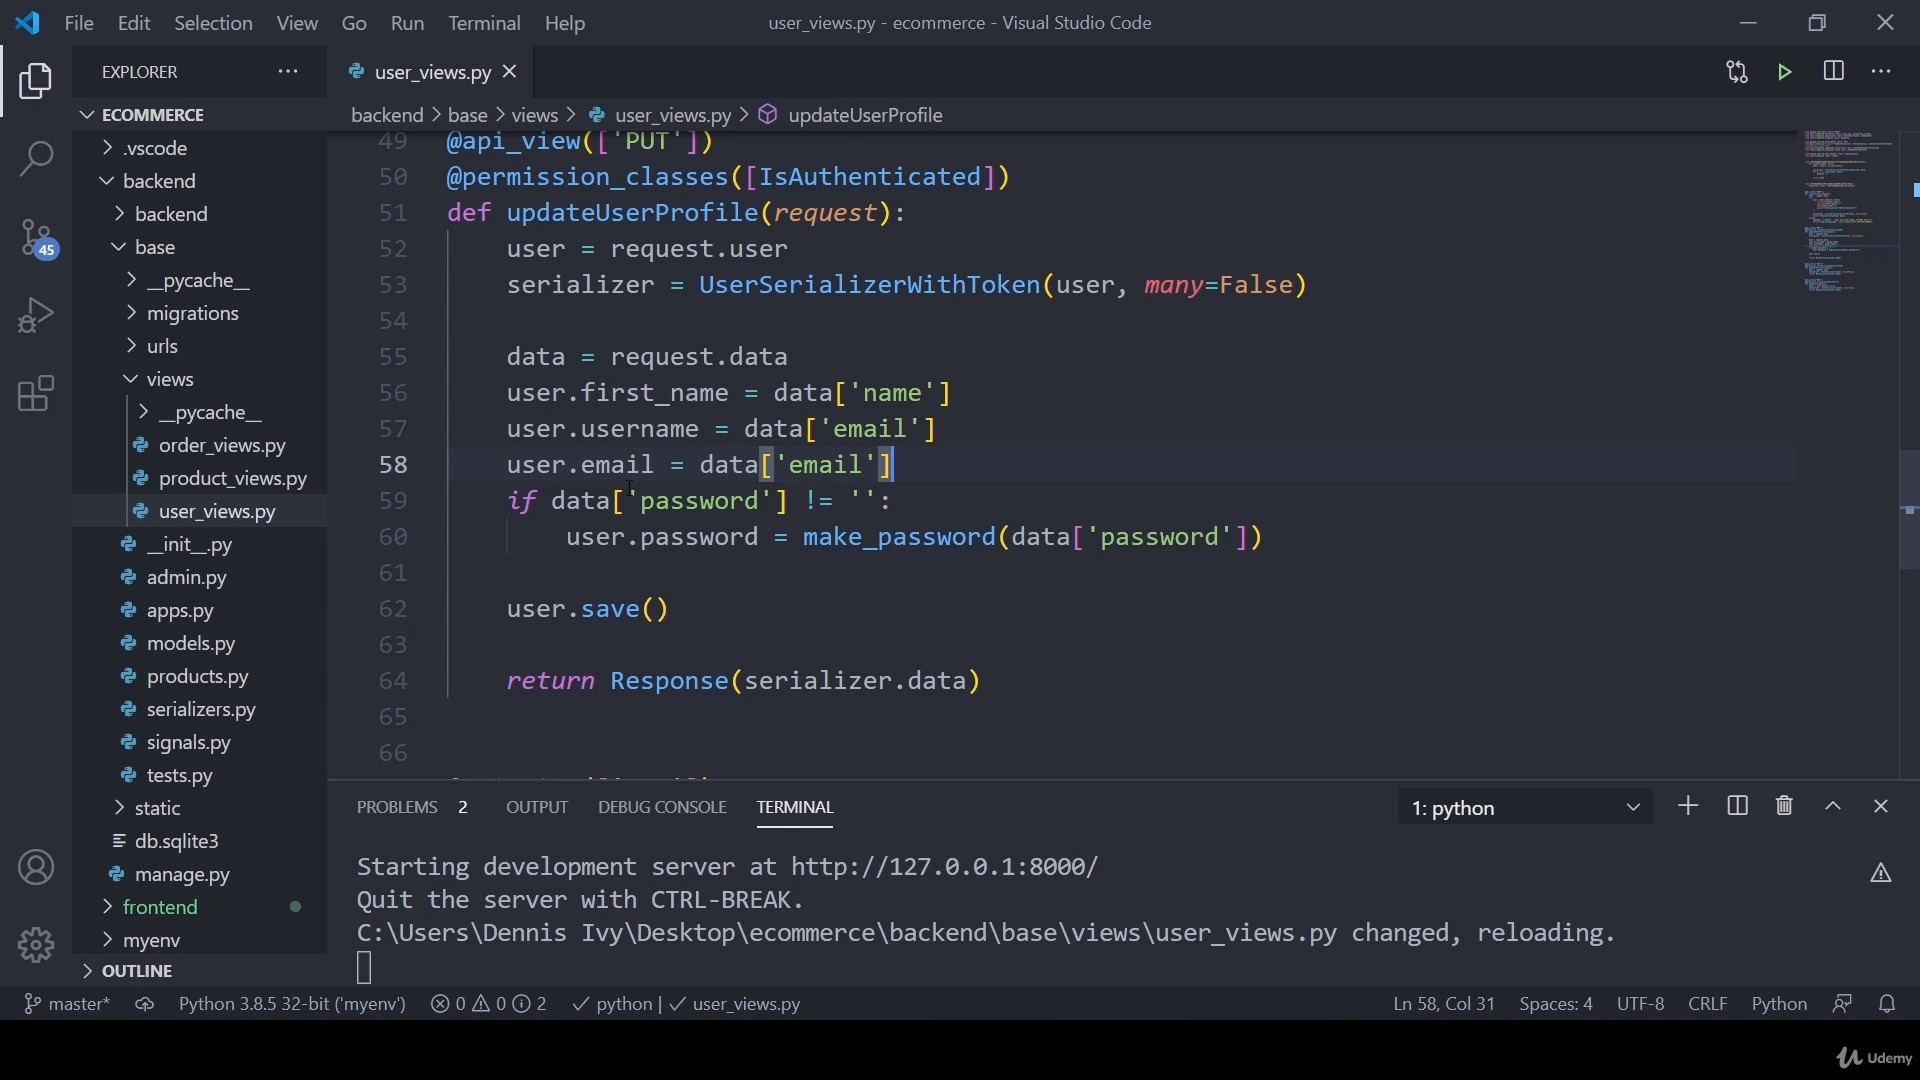 File Edit Selection View Go Run Terminal Help
user_views.py - ecommerce - Visual Studio Code
EXPLORER
user_views.py
ECOMMERCE
.vscode
backend
backend
base
__pycache__
migrations
urls
views
__pycache__
order_views.py
product_views.py
user_views.py
__init__.py
admin.py
apps.py
models.py
products.py
serializers.py
signals.py
tests.py
static
db.sqlite3
manage.py
frontend
myenv
OUTLINE
45
backend > base > views > user_views.py > updateUserProfile
49 @api_view(['PUT'])
50 @permission_classes([IsAuthenticated])
51 def updateUserProfile(request):
52 user = request.user
53 serializer = UserSerializerWithToken(user, many=False)
54
55 data = request.data
56 user.first_name = data['name']
57 user.username = data['email']
58 user.email = data['email']
59 if data['password'] != '':
60 user.password = make_password(data['password'])
61
62 user.save()
63
64 return Response(serializer.data)
65
66
PROBLEMS 2 OUTPUT DEBUG CONSOLE TERMINAL
1: python
Starting development server at http://127.0.0.1:8000/
Quit the server with CTRL-BREAK.
C:\Users\Dennis Ivy\Desktop\ecommerce\backend\base\views\user_views.py changed, reloading.
master* Python 3.8.5 32-bit ('myenv') 0 0 2 python | user_views.py
Ln 58, Col 31 Spaces: 4 UTF-8 CRLF Python
Udemy